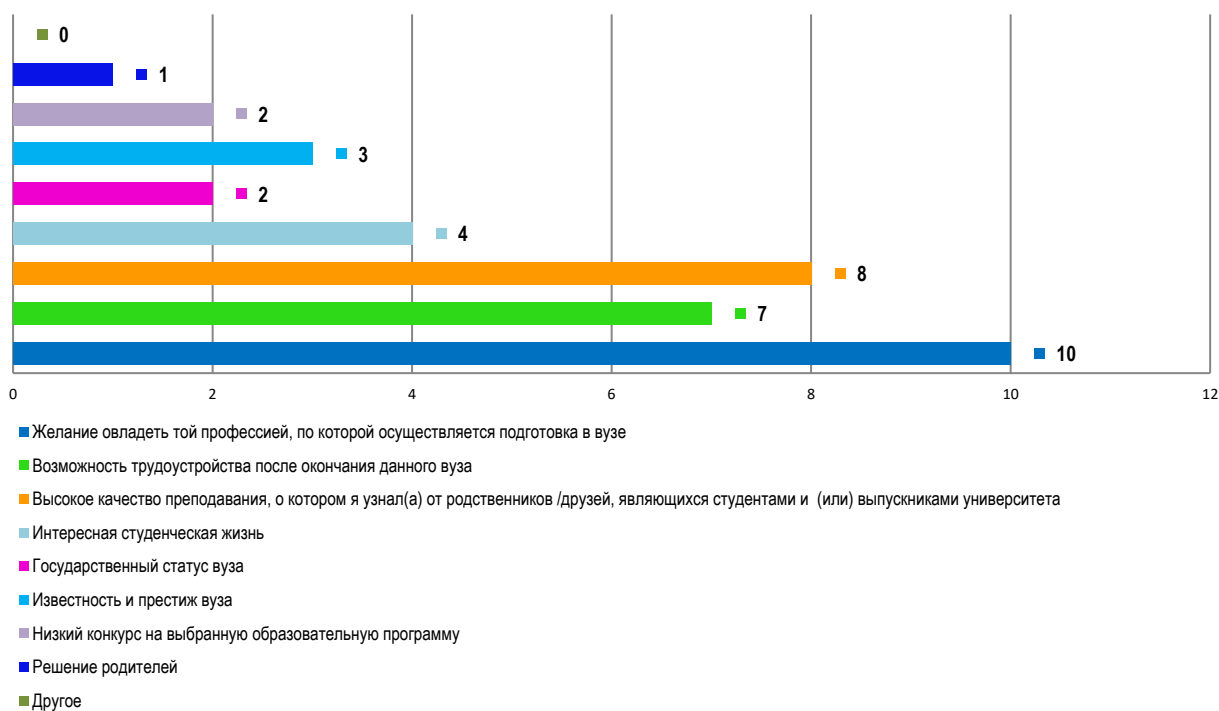 0
1
2
3
2
4
8
7
10
0 2 4 6 8 10 12
Желание овладеть той профессией, по которой осуществляется подготовка в вузе
Возможность трудоустройства после окончания данного вуза
Высокое качество преподавания, о котором я узнал(а) от родственников /друзей, являющихся студентами и (или) выпускниками университета
Интересная студенческая жизнь
Государственный статус вуза
Известность и престиж вуза
Низкий конкурс на выбранную образовательную программу
Решение родителей
Другое